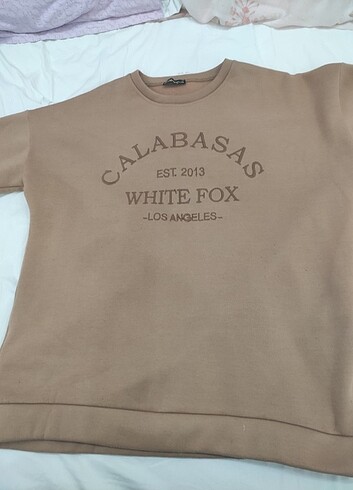 CALABASAS
EST. 2013
WHITE FOX
-LOS ANGELES-